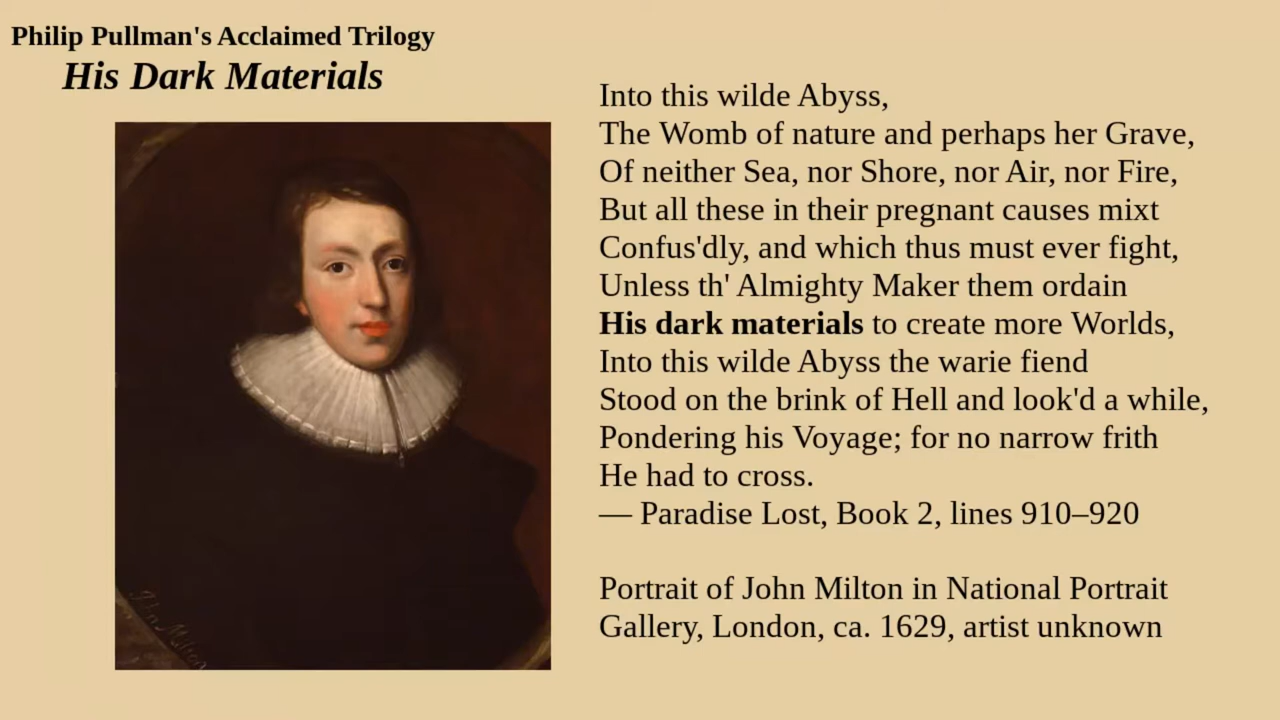 Philip Pullman's Acclaimed Trilogy
His Dark Materials
Into this wilde Abyss,
The Womb of nature and perhaps her Grave,
Of neither Sea, nor Shore, nor Air, nor Fire,
But all these in their pregnant causes mixt
Confus'dly, and which thus must ever fight,
Unless th' Almighty Maker them ordain
His dark materials to create more Worlds,
Into this wilde Abyss the warie fiend
Stood on the brink of Hell and look'd a while,
Pondering his Voyage; for no narrow frith
He had to cross.
— Paradise Lost, Book 2, lines 910–920
Portrait of John Milton in National Portrait
Gallery, London, ca. 1629, artist unknown
John Milton